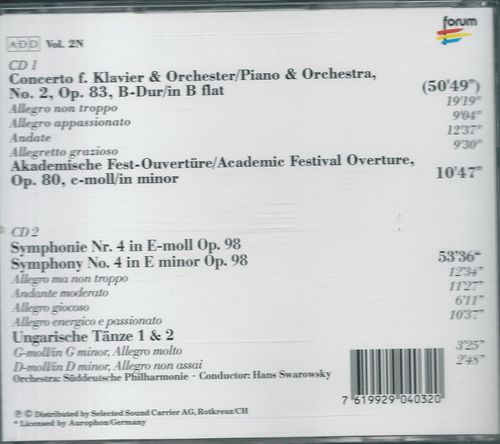 forum
ADD Vol. 2N
CD 1
Concerto f. Klavier & Orchester/Piano & Orchestra,
No. 2, Op. 83, B-Dur/in B flat (50'49")
Allegro non troppo 19'19"
Allegro appassionato 9'04"
Andate 12'37"
Allegretto grazioso 9'30"
Akademische Fest-Ouvertüre/Academic Festival Overture,
Op. 80, c-moll/in minor 10'47"
CD 2
Symphonie Nr. 4 in E-moll Op. 98
Symphony No. 4 in E minor Op. 98 53'36"
Allegro ma non troppo 12'34"
Andante moderato 11'27"
Allegro giocoso 6'11"
Allegro energico e passionato 10'37"
Ungarische Tänze 1 & 2
G-moll/in G minor, Allegro molto 3'25"
D-moll/in D minor, Allegro non assai 2'48"
Orchestra: Süddeutsche Philharmonie · Conductor: Hans Swarowsky
7 619929 040320
℗ © Distributed by Selected Sound Carrier AG, Rotkreuz/CH
* Licensed by Aurophon/Germany